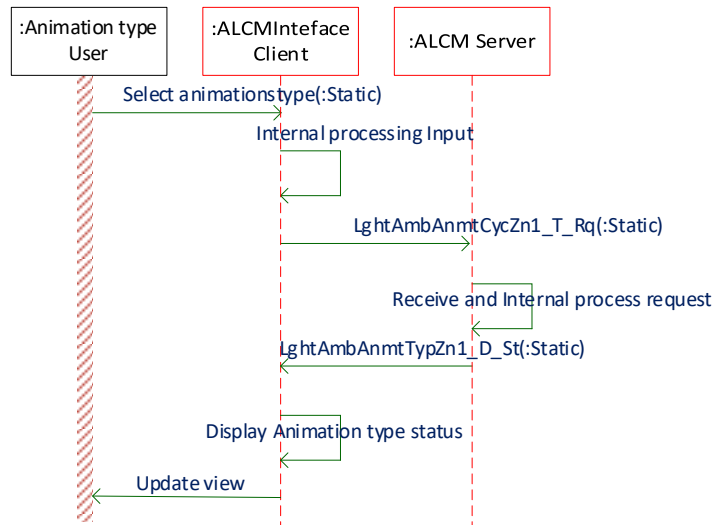 :Animation type
User
:ALCMInteface
Client
:ALCM Server
Select animationstype(:Static)
Internal processing Input
LghtAmbAnmtCycZn1_T_Rq(:Static)
Receive and Internal process request
LghtAmbAnmtTypZn1_D_St(:Static)
Display Animation type status
Update view